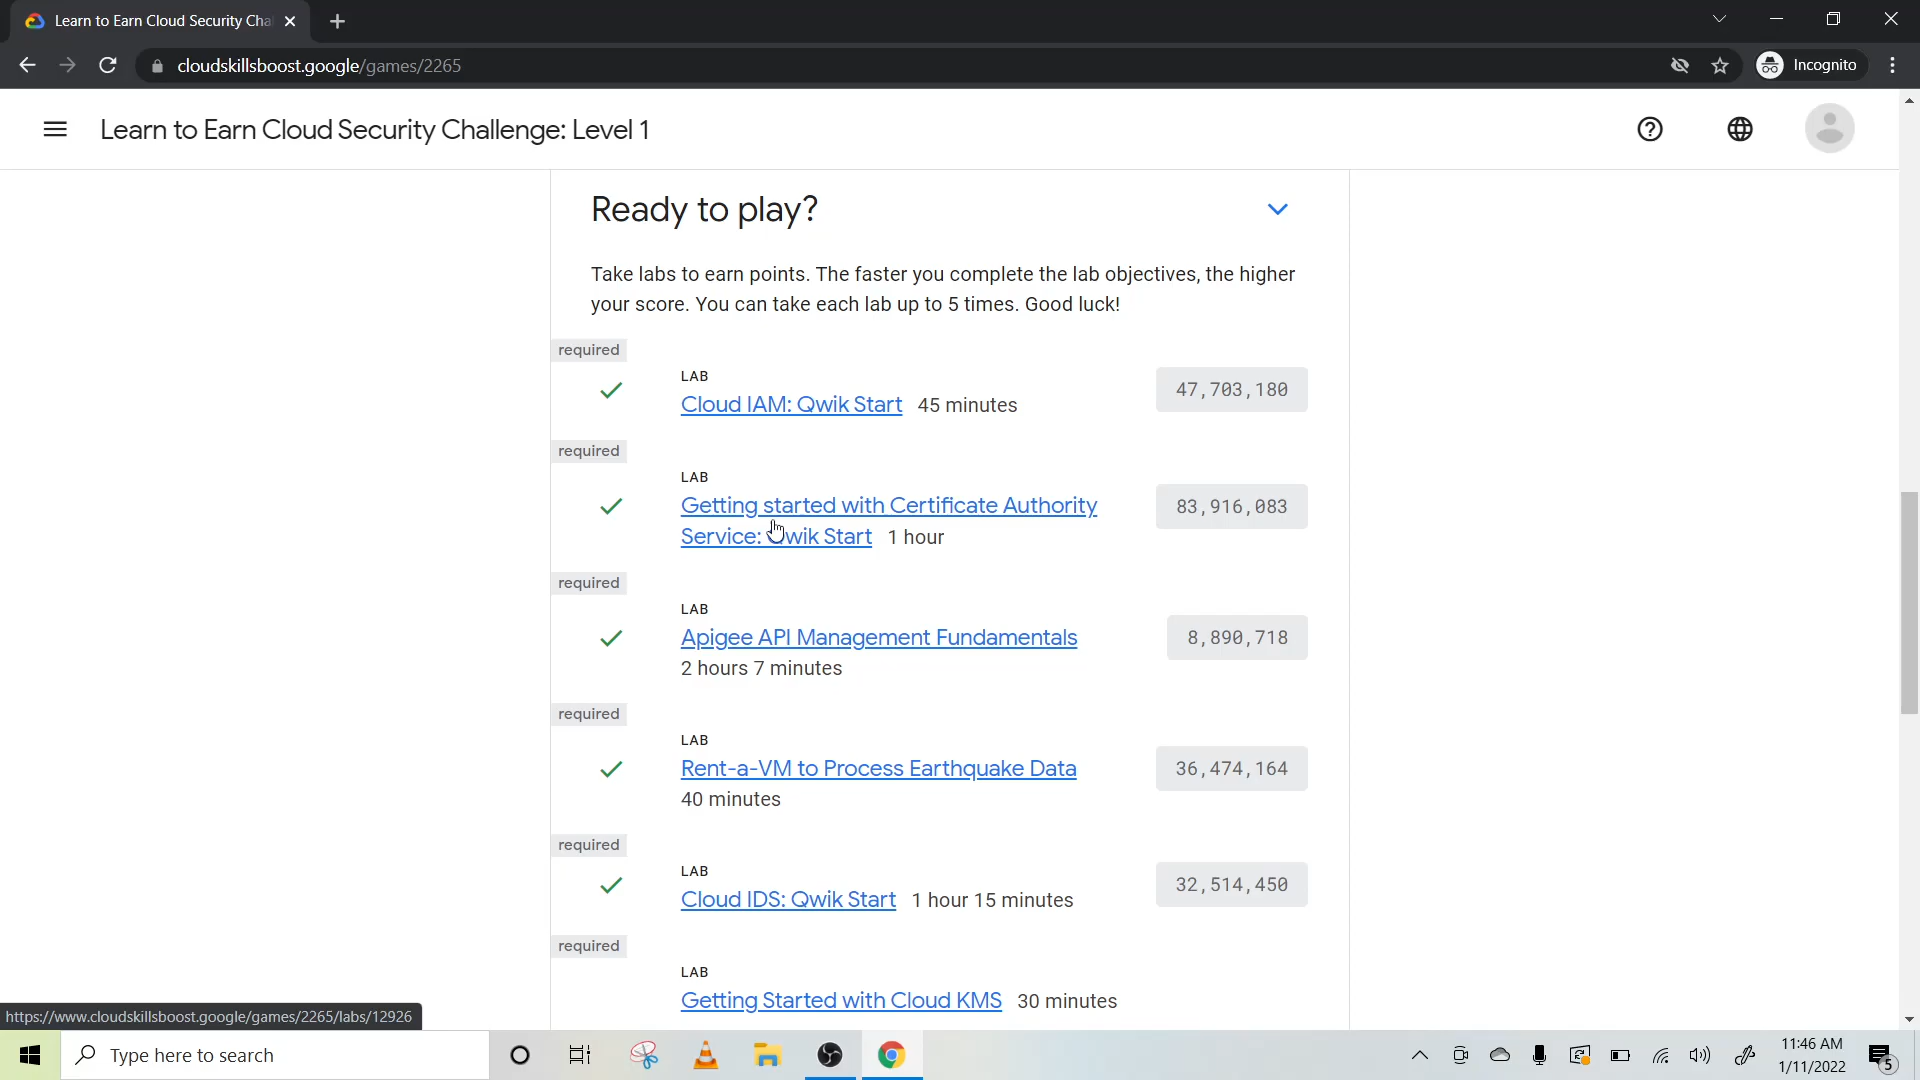 Learn to Earn Cloud Security Cha
cloudskillsboost.google/games/2265
Incognito
Learn to Earn Cloud Security Challenge: Level 1
Ready to play?
Take labs to earn points. The faster you complete the lab objectives, the higher
your score. You can take each lab up to 5 times. Good luck!
required
LAB
Cloud IAM: Qwik Start 45 minutes
47,703,180
required
LAB
Getting started with Certificate Authority
Service: Qwik Start 1 hour
83,916,083
required
LAB
Apigee API Management Fundamentals
2 hours 7 minutes
8,890,718
required
LAB
Rent-a-VM to Process Earthquake Data
40 minutes
36,474,164
required
LAB
Cloud IDS: Qwik Start 1 hour 15 minutes
32,514,450
required
LAB
Getting Started with Cloud KMS 30 minutes
https://www.cloudskillsboost.google/games/2265/labs/12926
Type here to search
11:46 AM
1/11/2022
5